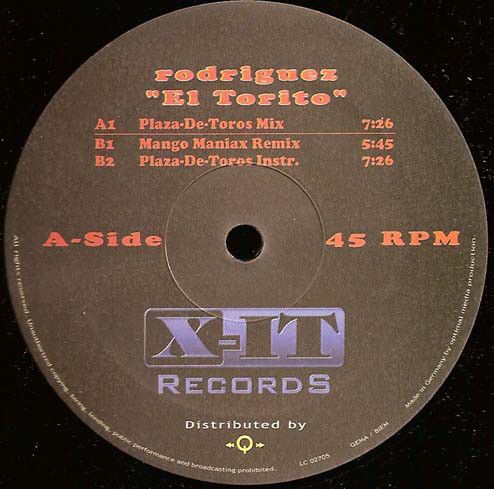 rodriguez
"El Torito"
A1 Plaza-De-Toros Mix 7:26
B1 Mango Maniax Remix 5:45
B2 Plaza-De-Toros Instr. 7:26
A-Side 45 RPM
X-IT
RECORDS
Distributed by
Q
All rights reserved. Unauthorized copying, hiring, lending, public performance and broadcasting prohibited.
LC 02705
GEMA / BIEM
Made in Germany by optimal media production.